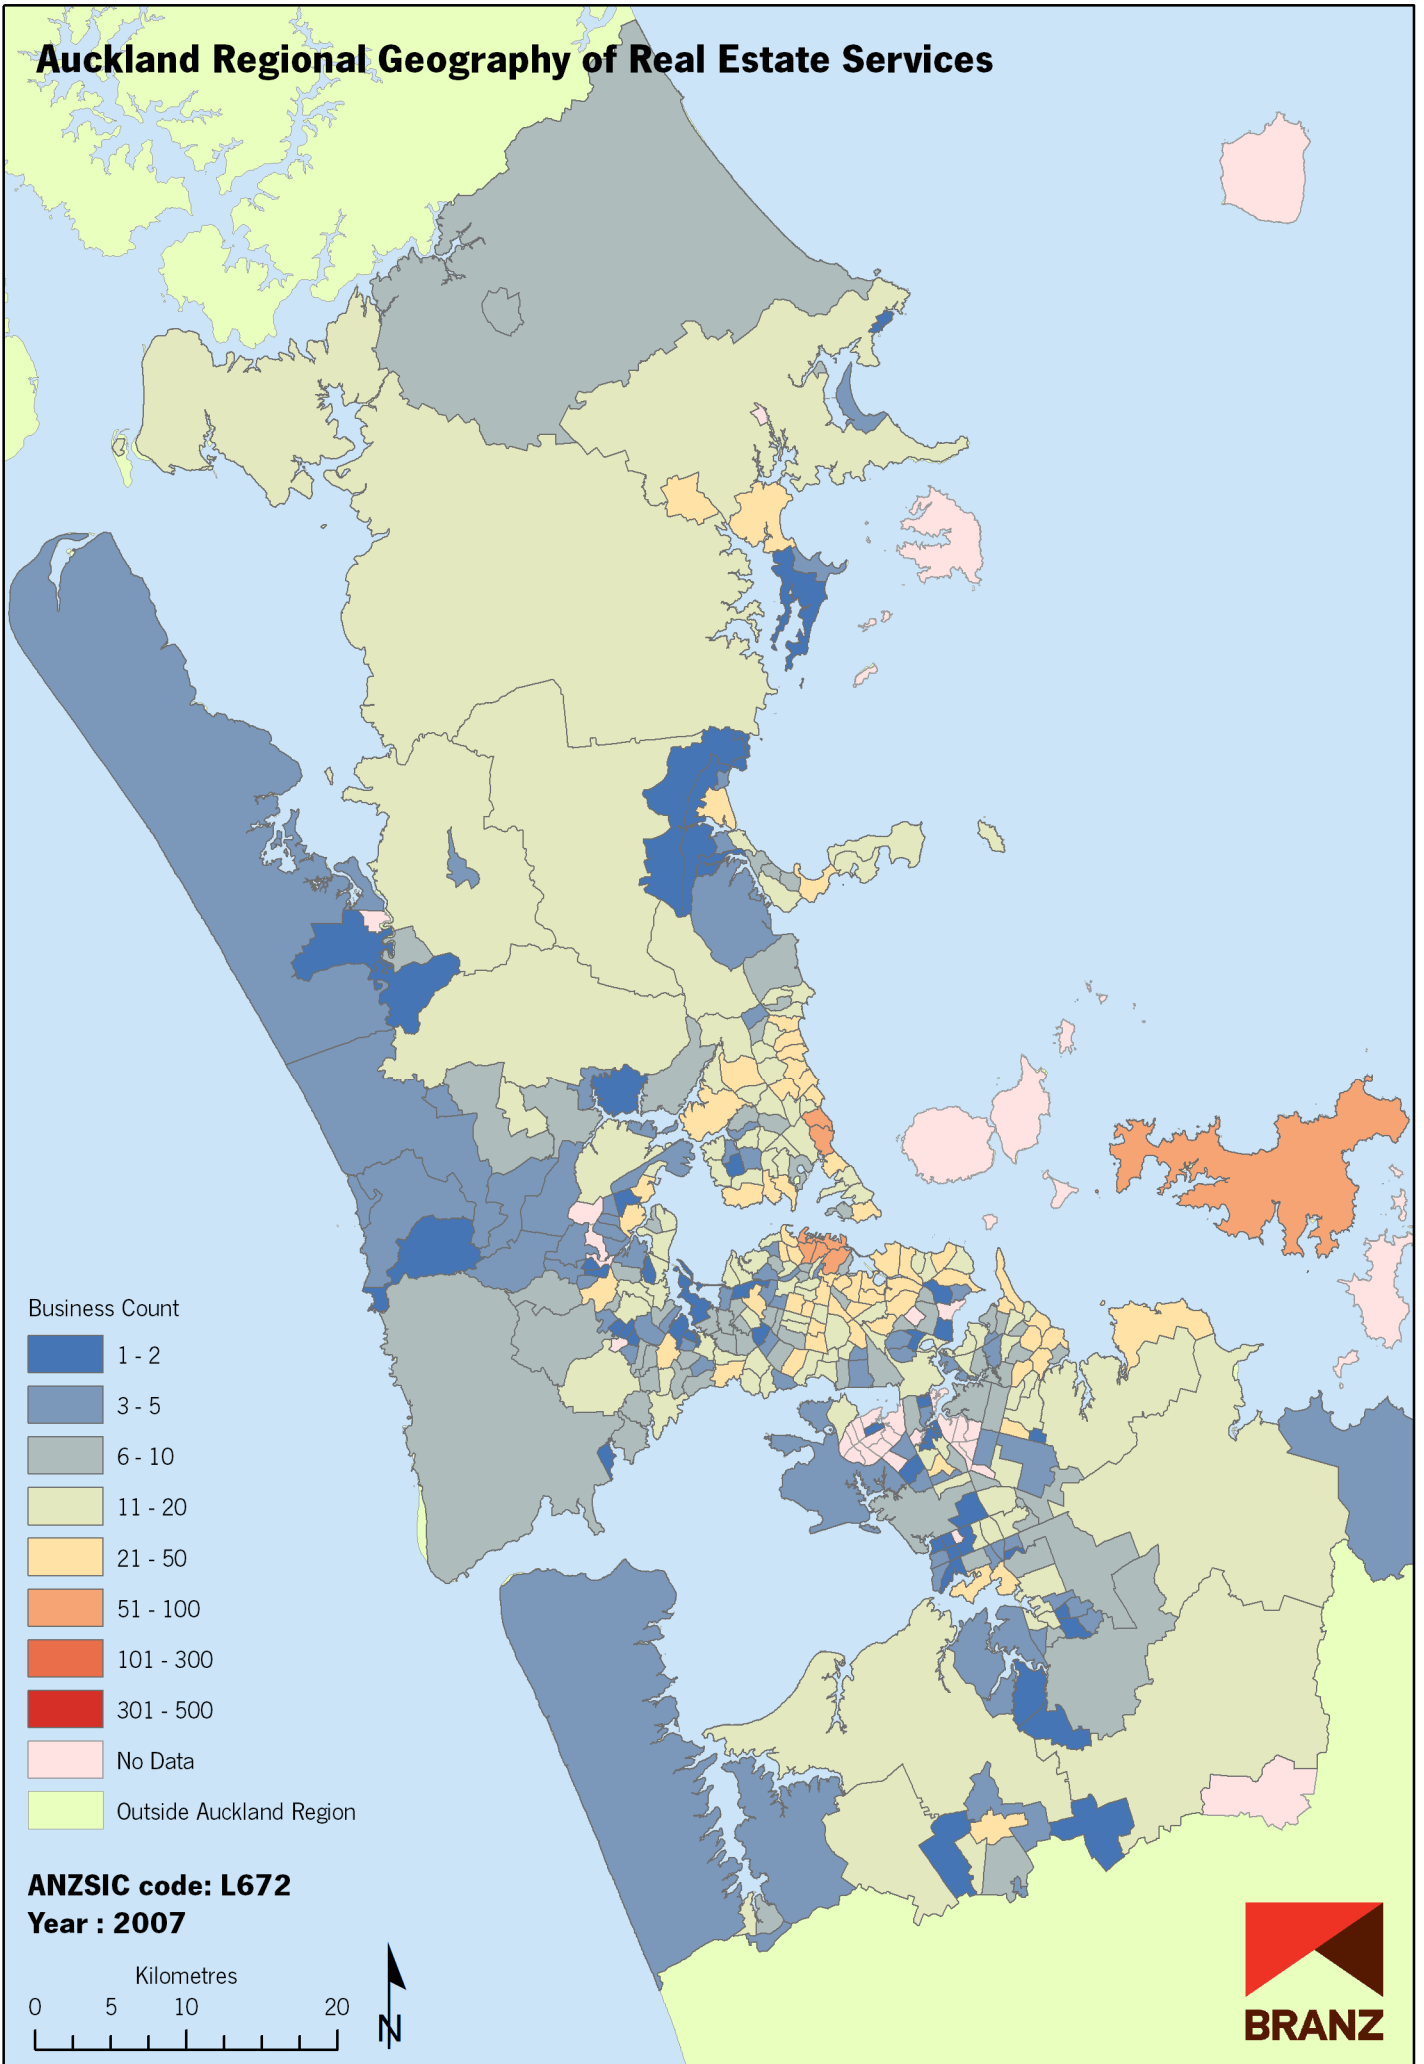 Auckland Regional Geography of Real Estate Services
Business Count
1 - 2
3 - 5
6 - 10
11 - 20
21 - 50
51 - 100
101 - 300
301 - 500
No Data
Outside Auckland Region
ANZSIC code: L672
Year : 2007
Kilometres
0 5 10 20
N
BRANZ